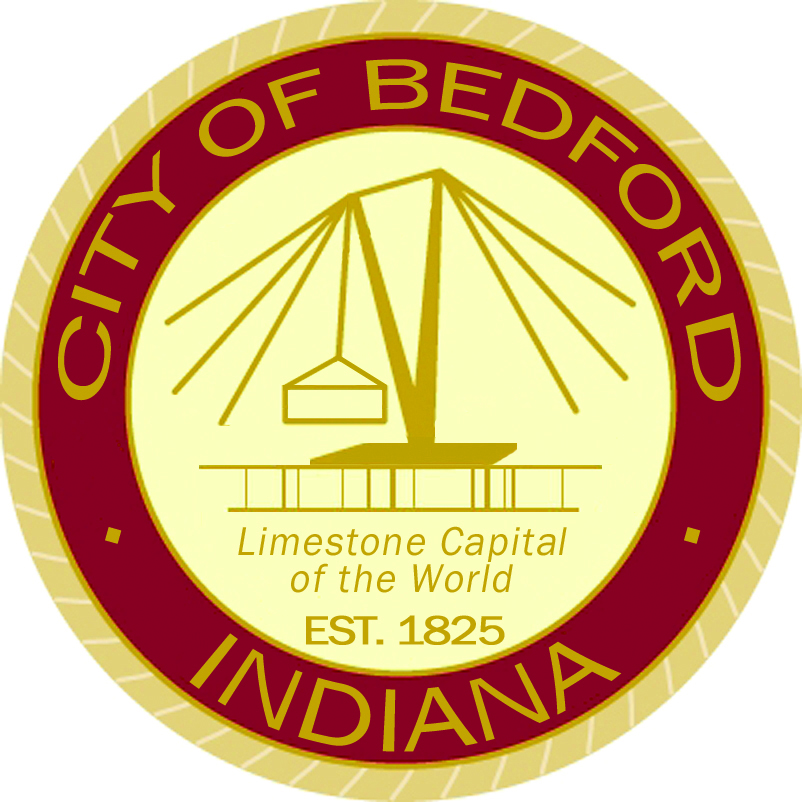 CITY OF BEDFORD
Limestone Capital
of the World
EST. 1825
INDIANA